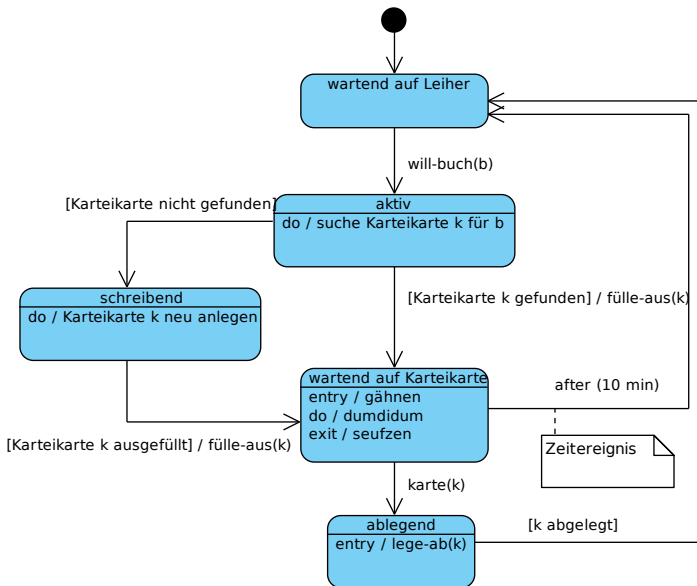 wartend auf Leiher
will-buch(b)
[Karteikarte nicht gefunden]
aktiv
do / suche Karteikarte k für b
schreibend
do / Karteikarte k neu anlegen
[Karteikarte k gefunden] / fülle-aus(k)
wartend auf Karteikarte
entry / gähnen
do / dumdidum
exit / seufzen
after (10 min)
[Karteikarte k ausgefüllt] / fülle-aus(k)
Zeitereignis
karte(k)
ablegend
entry / lege-ab(k)
[k abgelegt]